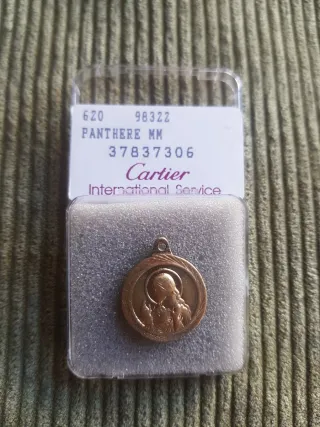 620 98322
PANTHERE MM
37837306
Cartier
International Service